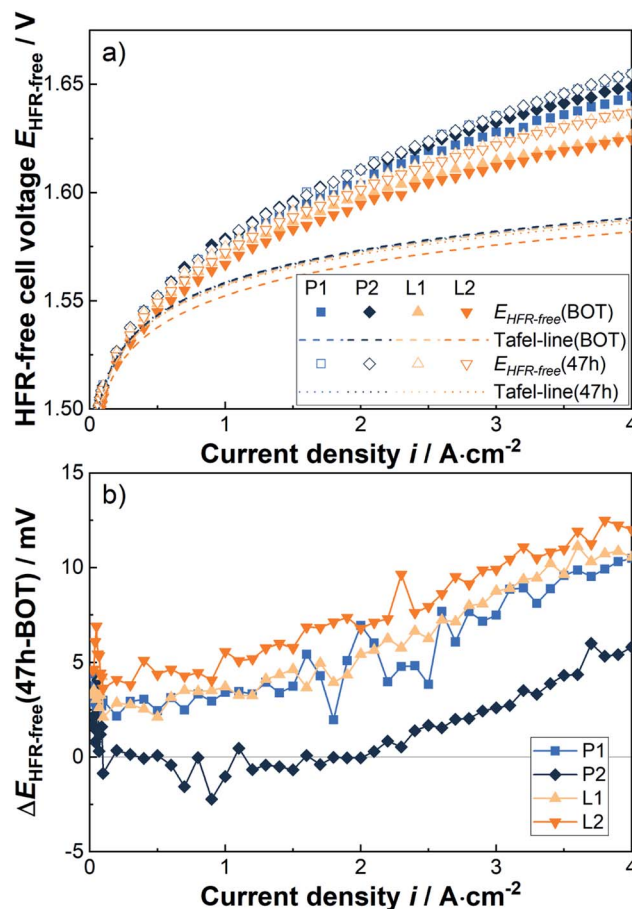 a)
HFR-free cell voltage E_HFR-free / V
1.65
1.60
1.55
1.50
P1 P2 L1 L2
E_HFR-free(BOT)
Tafel-line(BOT)
E_HFR-free(47h)
Tafel-line(47h)
0 1 2 3 4
Current density i / A·cm⁻²
b)
ΔE_HFR-free(47h-BOT) / mV
15
10
5
0
-5
P1
P2
L1
L2
0 1 2 3 4
Current density i / A·cm⁻²